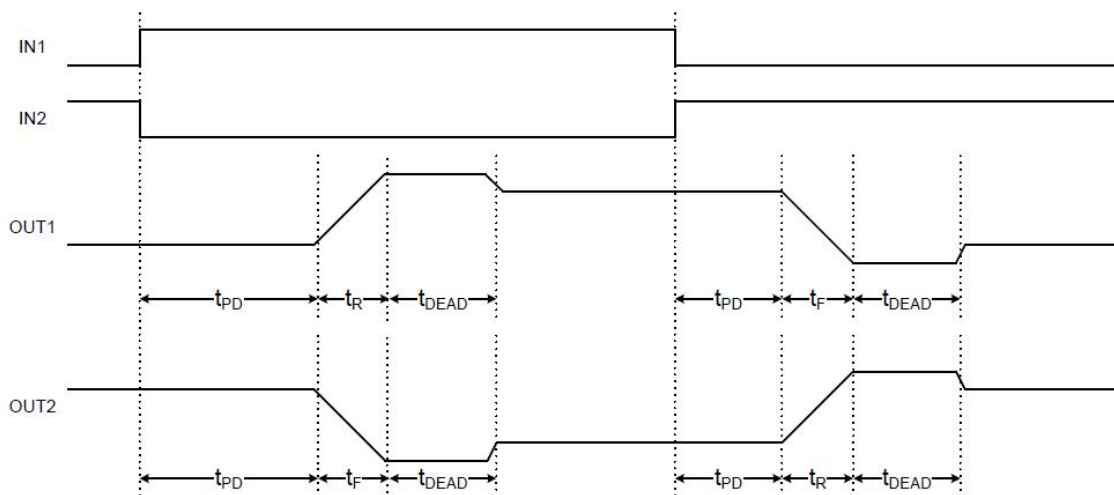 IN1
IN2
OUT1
tPD tR tDEAD tPD tF tDEAD
OUT2
tPD tF tDEAD tPD tR tDEAD